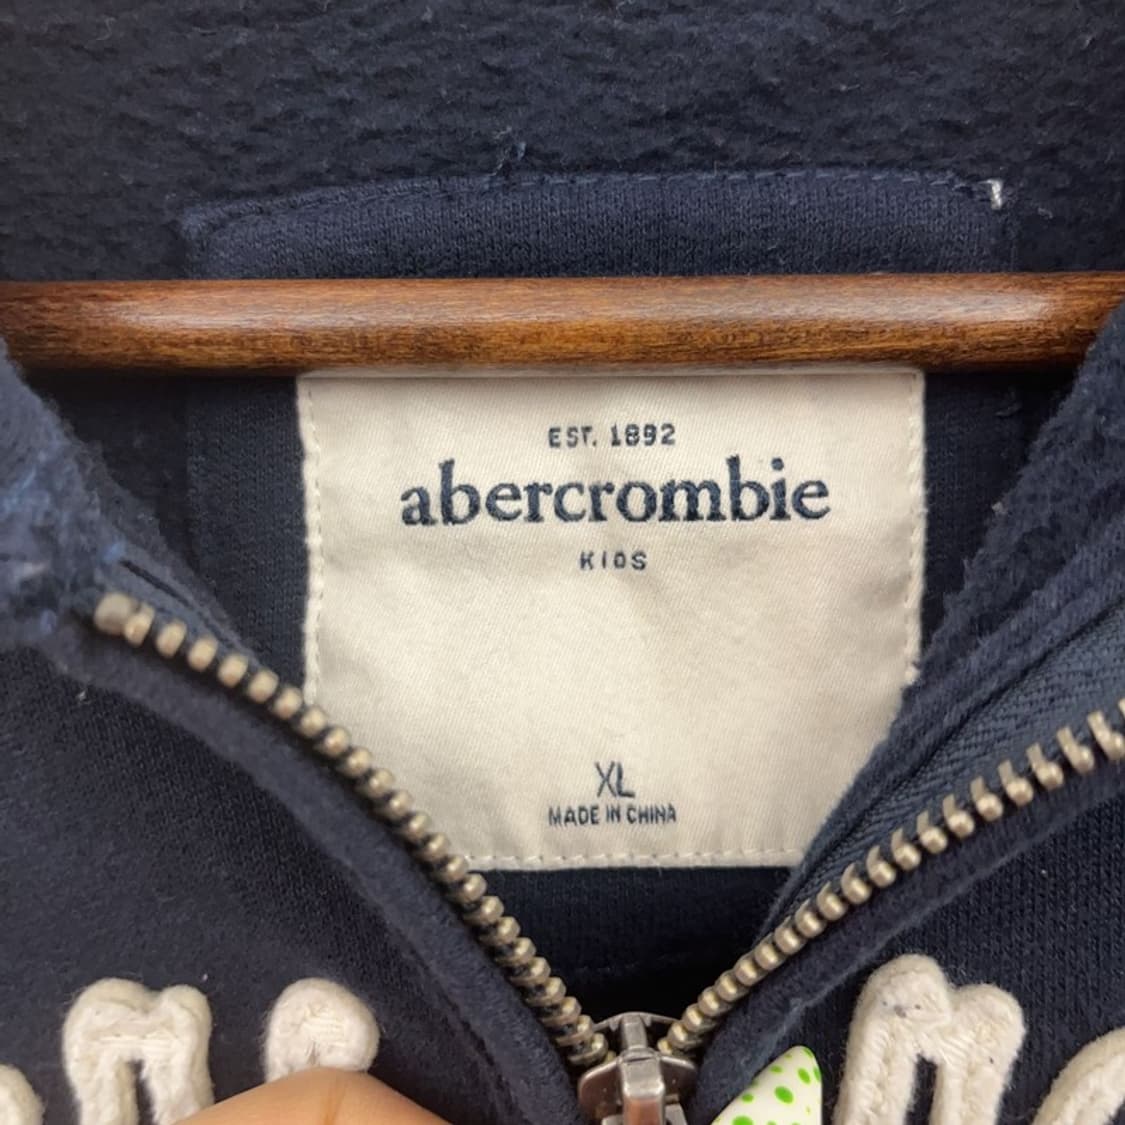 EST. 1892
abercrombie
KIDS
XL
MADE IN CHINA